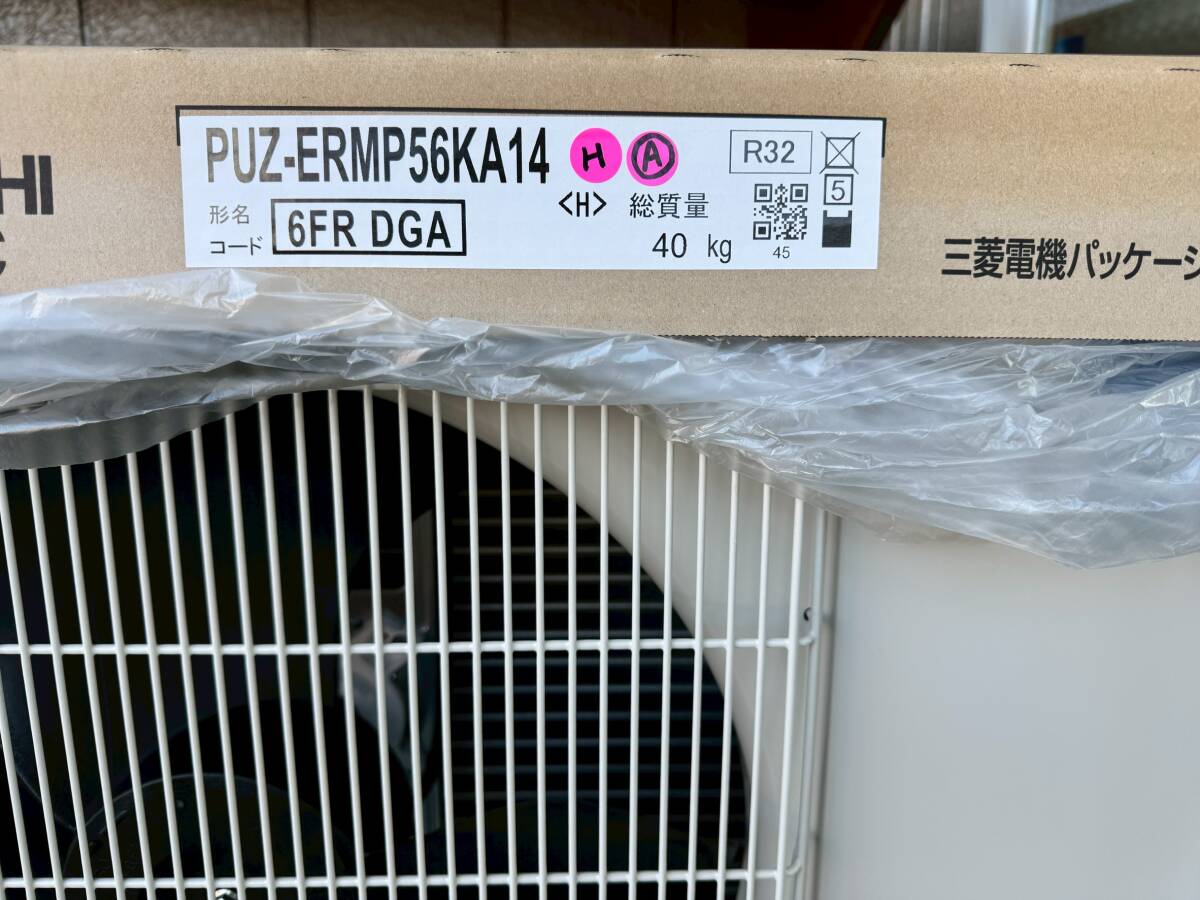 PUZ-ERMP56KA14 H A R32
5
<H> 総質量
形名
コード 6FR DGA
40 kg
45
HI
三菱電機パッケージ